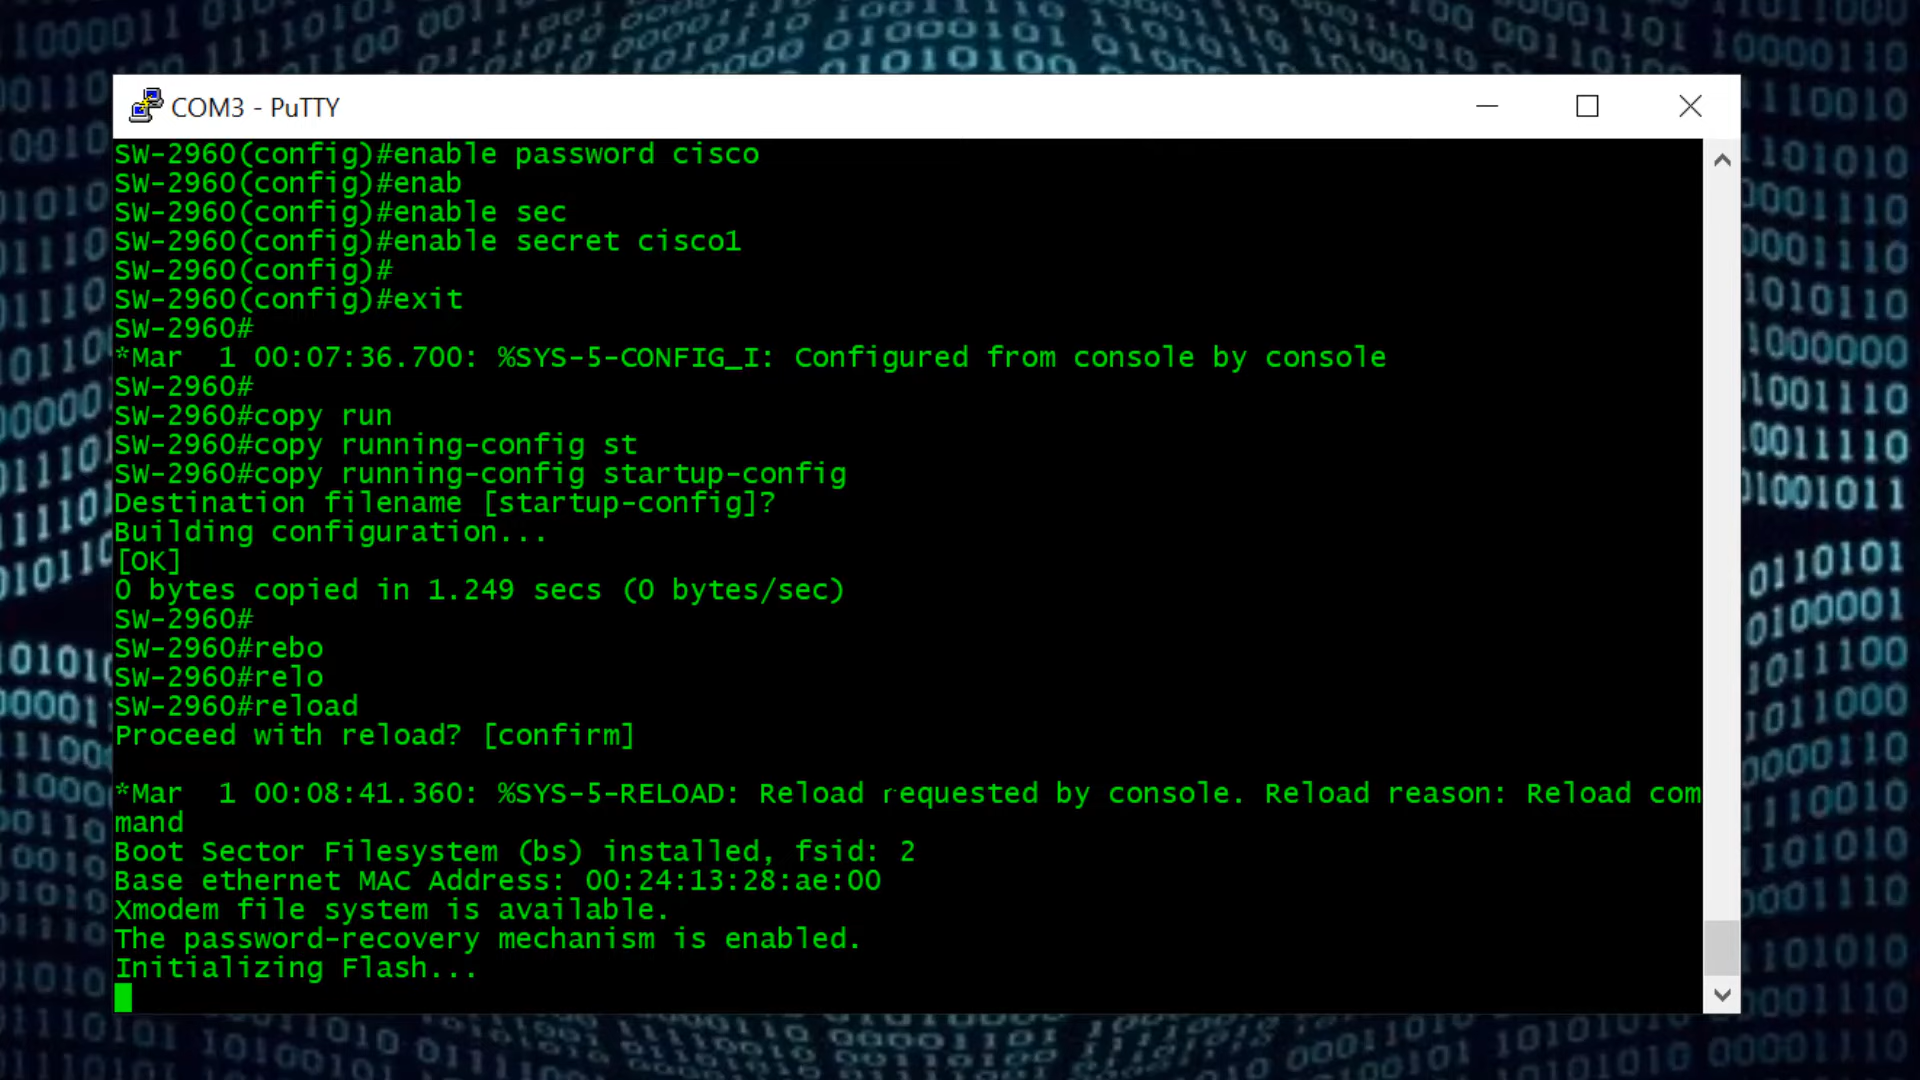 COM3 - PuTTY
SW-2960(config)#enable password cisco
SW-2960(config)#enab
SW-2960(config)#enable sec
SW-2960(config)#enable secret cisco1
SW-2960(config)#
SW-2960(config)#exit
SW-2960#
*Mar  1 00:07:36.700: %SYS-5-CONFIG_I: Configured from console by console
SW-2960#
SW-2960#copy run
SW-2960#copy running-config st
SW-2960#copy running-config startup-config
Destination filename [startup-config]?
Building configuration...
[OK]
0 bytes copied in 1.249 secs (0 bytes/sec)
SW-2960#
SW-2960#rebo
SW-2960#relo
SW-2960#reload
Proceed with reload? [confirm]
*Mar  1 00:08:41.360: %SYS-5-RELOAD: Reload requested by console. Reload reason: Reload com
mand
Boot Sector Filesystem (bs) installed, fsid: 2
Base ethernet MAC Address: 00:24:13:28:ae:00
Xmodem file system is available.
The password-recovery mechanism is enabled.
Initializing Flash...